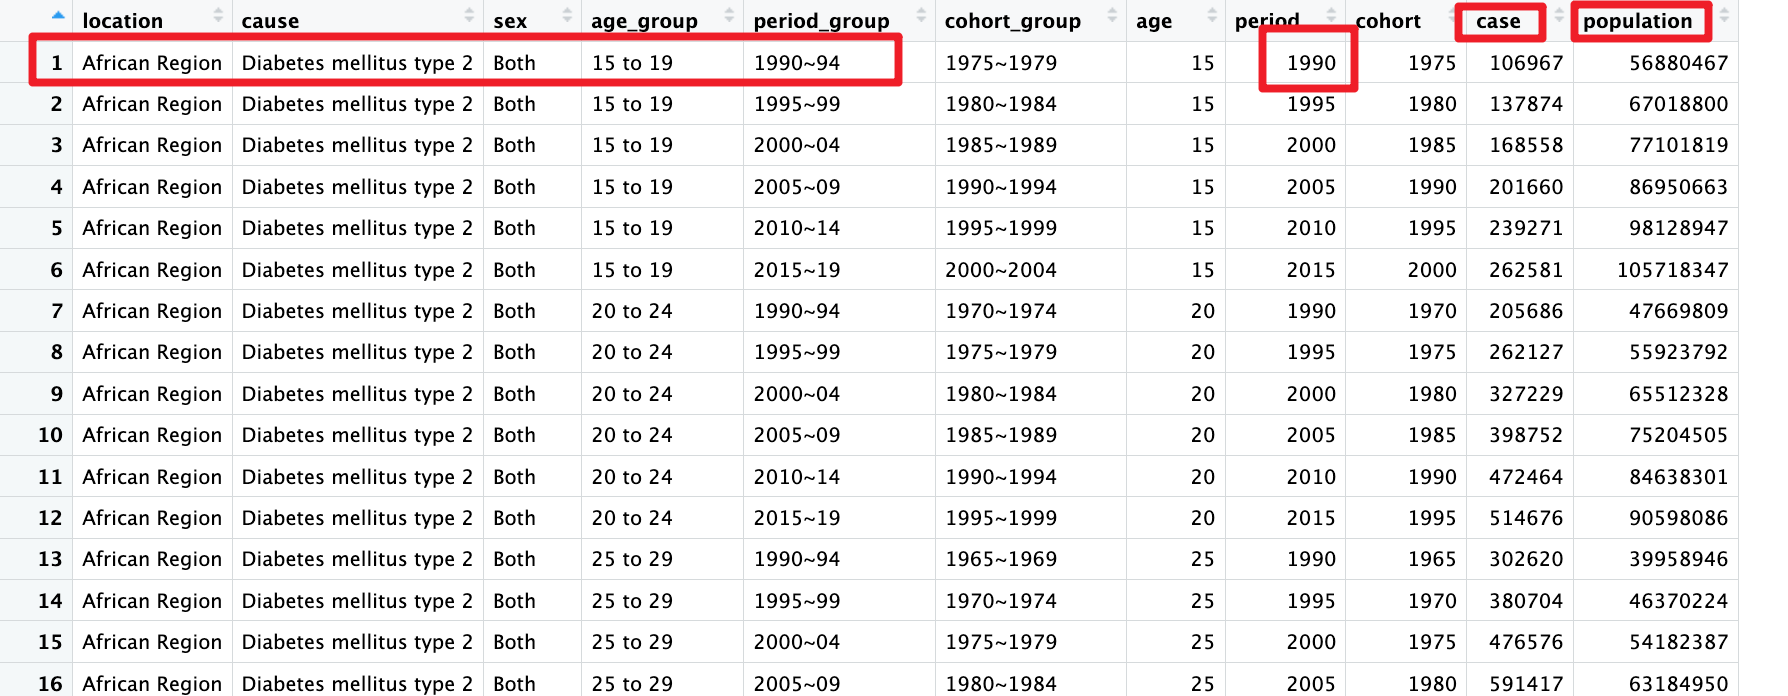 location cause sex age_group period_group cohort_group age period cohort case population
1 African Region Diabetes mellitus type 2 Both 15 to 19 1990~94 1975~1979 15 1990 1975 106967 56880467
2 African Region Diabetes mellitus type 2 Both 15 to 19 1995~99 1980~1984 15 1995 1980 137874 67018800
3 African Region Diabetes mellitus type 2 Both 15 to 19 2000~04 1985~1989 15 2000 1985 168558 77101819
4 African Region Diabetes mellitus type 2 Both 15 to 19 2005~09 1990~1994 15 2005 1990 201660 86950663
5 African Region Diabetes mellitus type 2 Both 15 to 19 2010~14 1995~1999 15 2010 1995 239271 98128947
6 African Region Diabetes mellitus type 2 Both 15 to 19 2015~19 2000~2004 15 2015 2000 262581 105718347
7 African Region Diabetes mellitus type 2 Both 20 to 24 1990~94 1970~1974 20 1990 1970 205686 47669809
8 African Region Diabetes mellitus type 2 Both 20 to 24 1995~99 1975~1979 20 1995 1975 262127 55923792
9 African Region Diabetes mellitus type 2 Both 20 to 24 2000~04 1980~1984 20 2000 1980 327229 65512328
10 African Region Diabetes mellitus type 2 Both 20 to 24 2005~09 1985~1989 20 2005 1985 398752 75204505
11 African Region Diabetes mellitus type 2 Both 20 to 24 2010~14 1990~1994 20 2010 1990 472464 84638301
12 African Region Diabetes mellitus type 2 Both 20 to 24 2015~19 1995~1999 20 2015 1995 514676 90598086
13 African Region Diabetes mellitus type 2 Both 25 to 29 1990~94 1965~1969 25 1990 1965 302620 39958946
14 African Region Diabetes mellitus type 2 Both 25 to 29 1995~99 1970~1974 25 1995 1970 380704 46370224
15 African Region Diabetes mellitus type 2 Both 25 to 29 2000~04 1975~1979 25 2000 1975 476576 54182387
16 African Region Diabetes mellitus type 2 Both 25 to 29 2005~09 1980~1984 25 2005 1980 591417 63184950